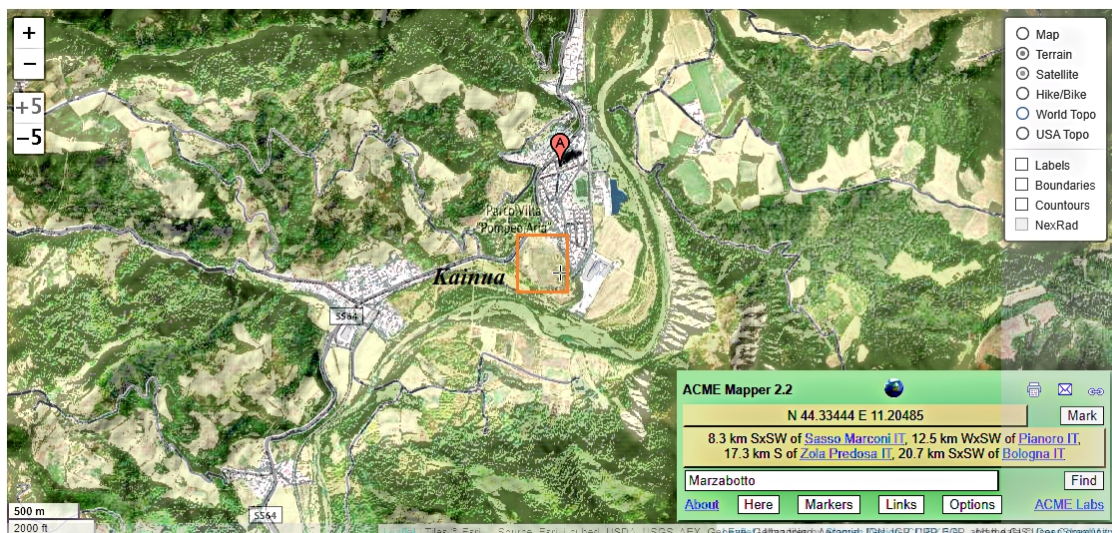 +
−
+5
−5
A
Parco Villa
"Pompeo Aria"
Kainua
SS64
SS64
500 m
2000 ft
Map
Terrain
Satellite
Hike/Bike
World Topo
USA Topo
Labels
Boundaries
Countours
NexRad
ACME Mapper 2.2
N 44.33444 E 11.20485
Mark
8.3 km SxSW of Sasso Marconi IT, 12.5 km WxSW of Pianoro IT,
17.3 km S of Zola Predosa IT, 20.7 km SxSW of Bologna IT
Marzabotto
Find
About
Here
Markers
Links
Options
ACME Labs